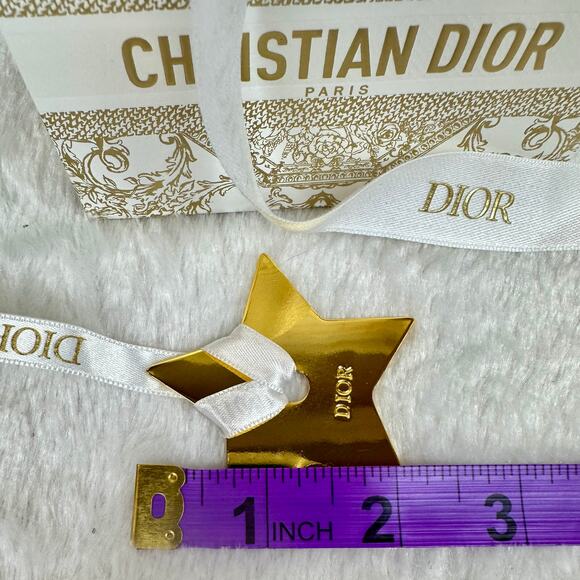 CHRISTIAN DIOR
PARIS
DIOR
DIOR
DIOR
1 INCH 2 3